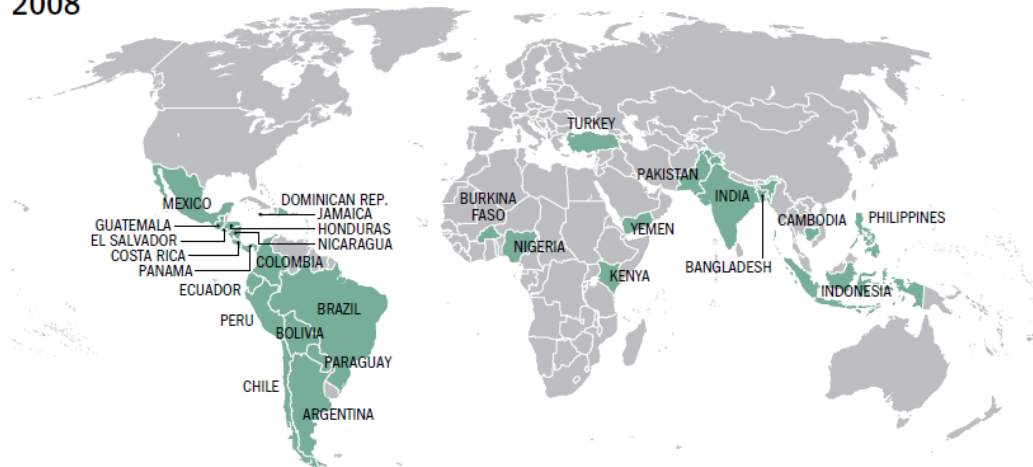 2008
TURKEY
PAKISTAN
INDIA
MEXICO
DOMINICAN REP.
JAMAICA
BURKINA
FASO
CAMBODIA
PHILIPPINES
GUATEMALA
HONDURAS
EL SALVADOR
NICARAGUA
NIGERIA
YEMEN
COSTA RICA
COLOMBIA
PANAMA
BANGLADESH
KENYA
ECUADOR
INDONESIA
BRAZIL
PERU
BOLIVIA
PARAGUAY
CHILE
ARGENTINA